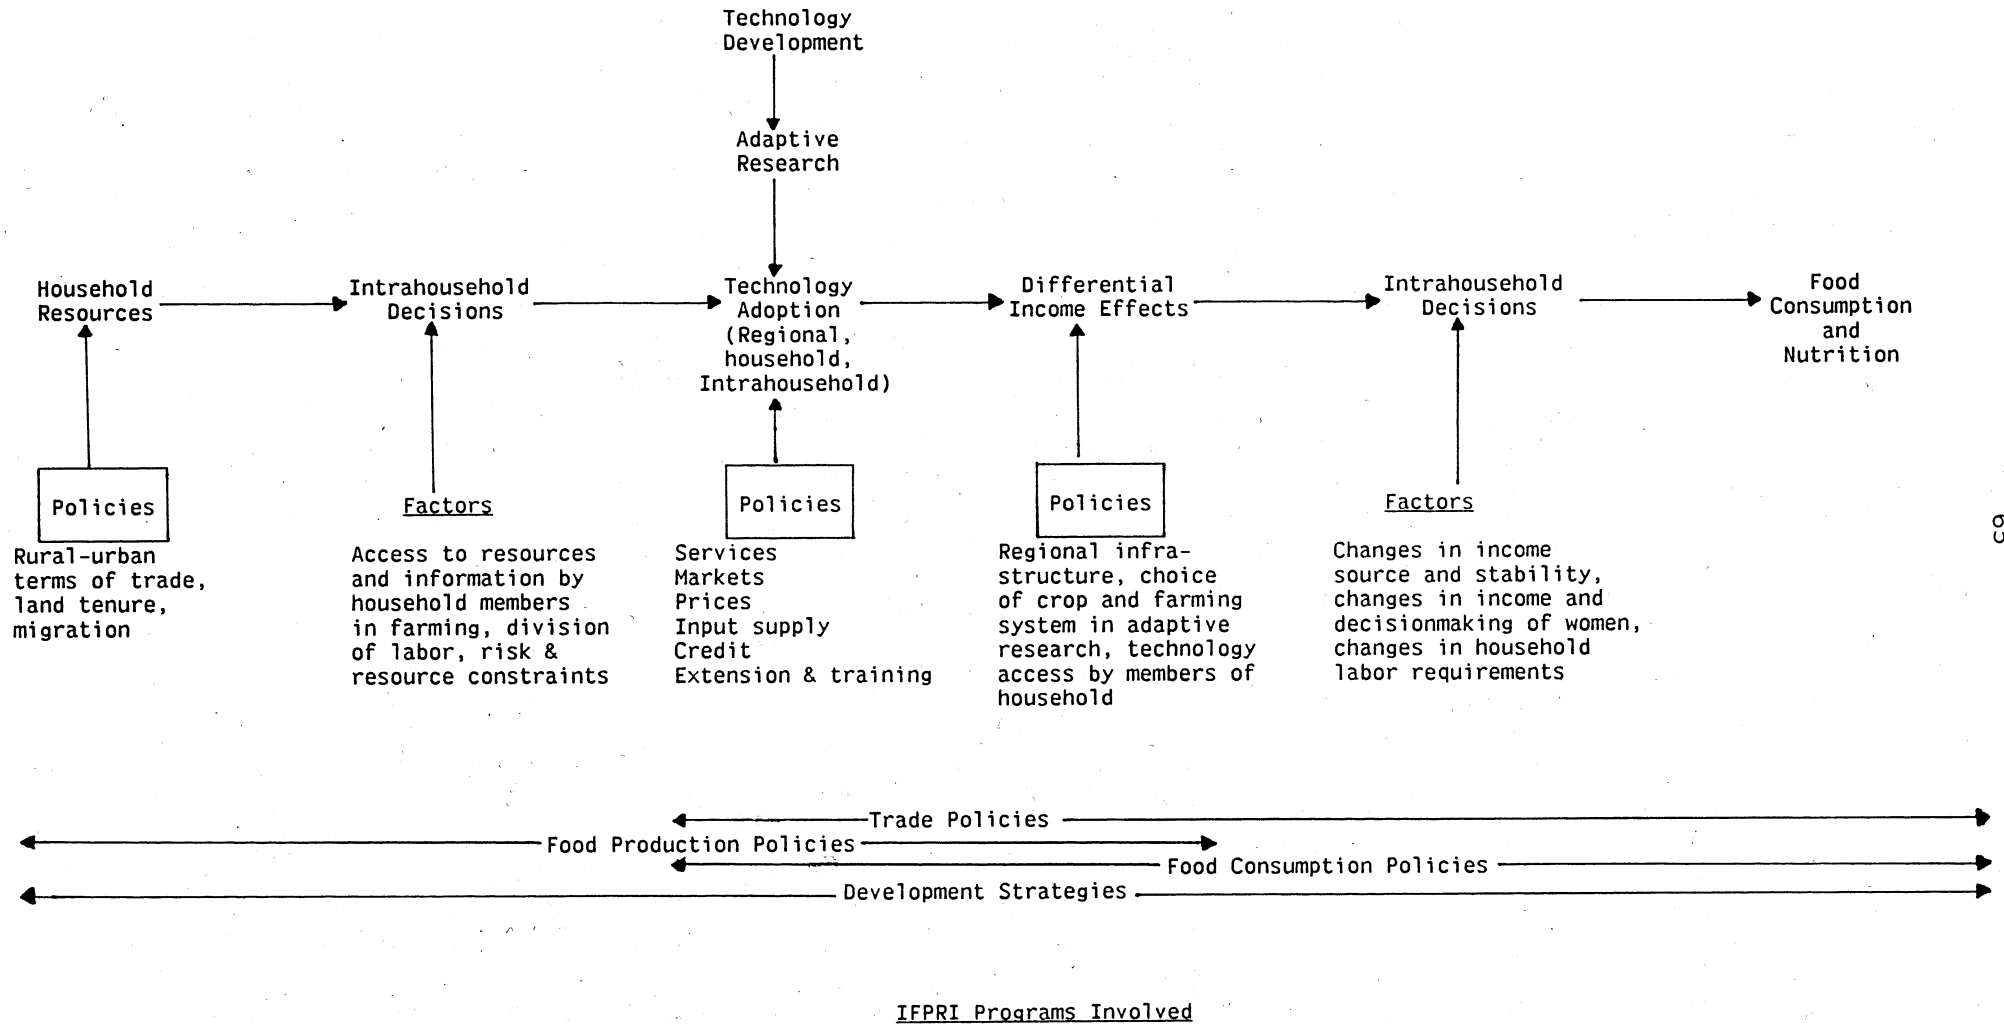 Technology
Development
Adaptive
Research
Household
Resources
Intrahousehold
Decisions
Technology
Adoption
(Regional,
household,
Intrahousehold)
Differential
Income Effects
Intrahousehold
Decisions
Food
Consumption
and
Nutrition
Policies
Rural-urban
terms of trade,
land tenure,
migration
Factors
Access to resources
and information by
household members
in farming, division
of labor, risk &
resource constraints
Policies
Services
Markets
Prices
Input supply
Credit
Extension & training
Policies
Regional infra-
structure, choice
of crop and farming
system in adaptive
research, technology
access by members of
household
Factors
Changes in income
source and stability,
changes in income and
decisionmaking of women,
changes in household
labor requirements
69
Trade Policies
Food Production Policies
Food Consumption Policies
Development Strategies
IFPRI Programs Involved